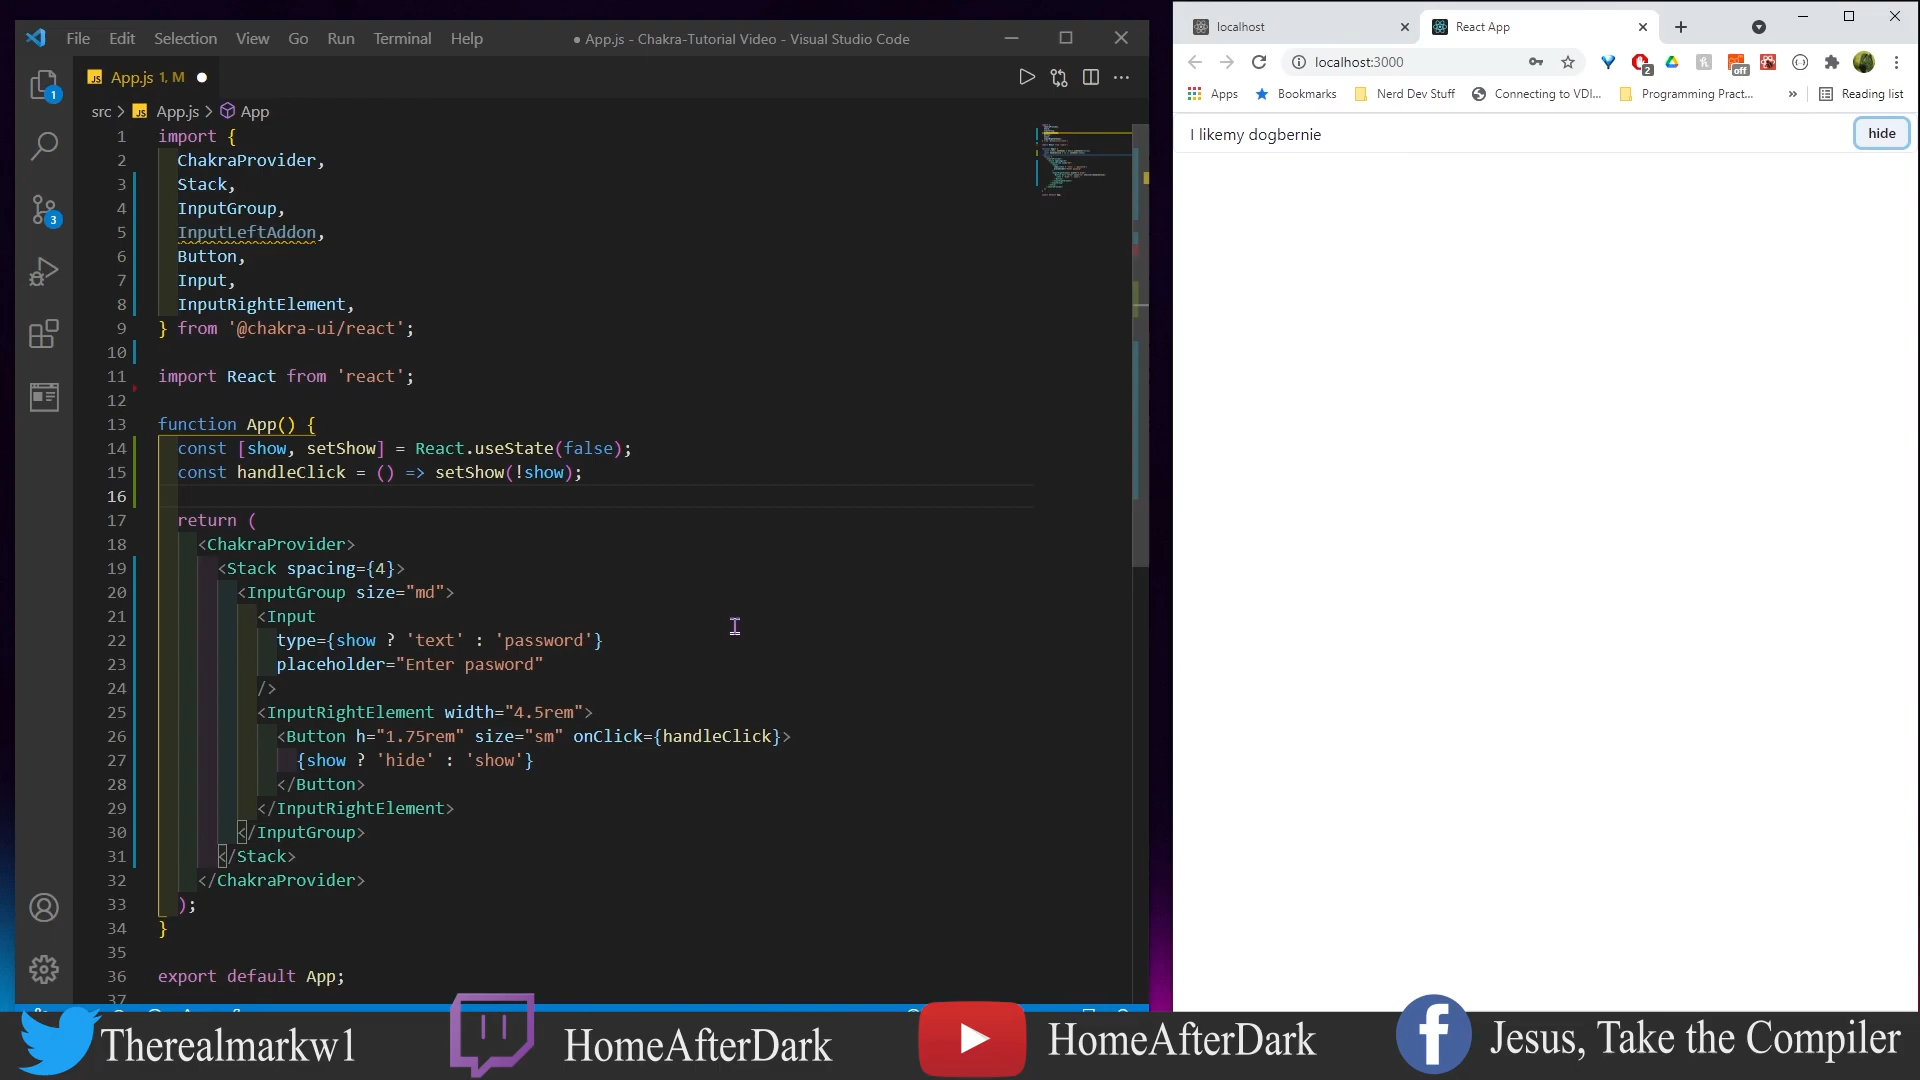 File Edit Selection View Go Run Terminal Help
● App.js - Chakra-Tutorial Video - Visual Studio Code
JS App.js 1, M ●
src > JS App.js > App
1 import {
2 ChakraProvider,
3 Stack,
4 InputGroup,
5 InputLeftAddon,
6 Button,
7 Input,
8 InputRightElement,
9 } from '@chakra-ui/react';
10
11 import React from 'react';
12
13 function App() {
14 const [show, setShow] = React.useState(false);
15 const handleClick = () => setShow(!show);
16
17 return (
18 <ChakraProvider>
19 <Stack spacing={4}>
20 <InputGroup size="md">
21 <Input
22 type={show ? 'text' : 'password'}
23 placeholder="Enter pasword"
24 />
25 <InputRightElement width="4.5rem">
26 <Button h="1.75rem" size="sm" onClick={handleClick}>
27 {show ? 'hide' : 'show'}
28 </Button>
29 </InputRightElement>
30 </InputGroup>
31 </Stack>
32 </ChakraProvider>
33 );
34 }
35
36 export default App;
37
1
3
localhost
React App
localhost:3000
2
off
Apps Bookmarks Nerd Dev Stuff Connecting to VDI... Programming Pract... » Reading list
I likemy dogbernie
hide
Therealmarkw1
HomeAfterDark
HomeAfterDark
Jesus, Take the Compiler